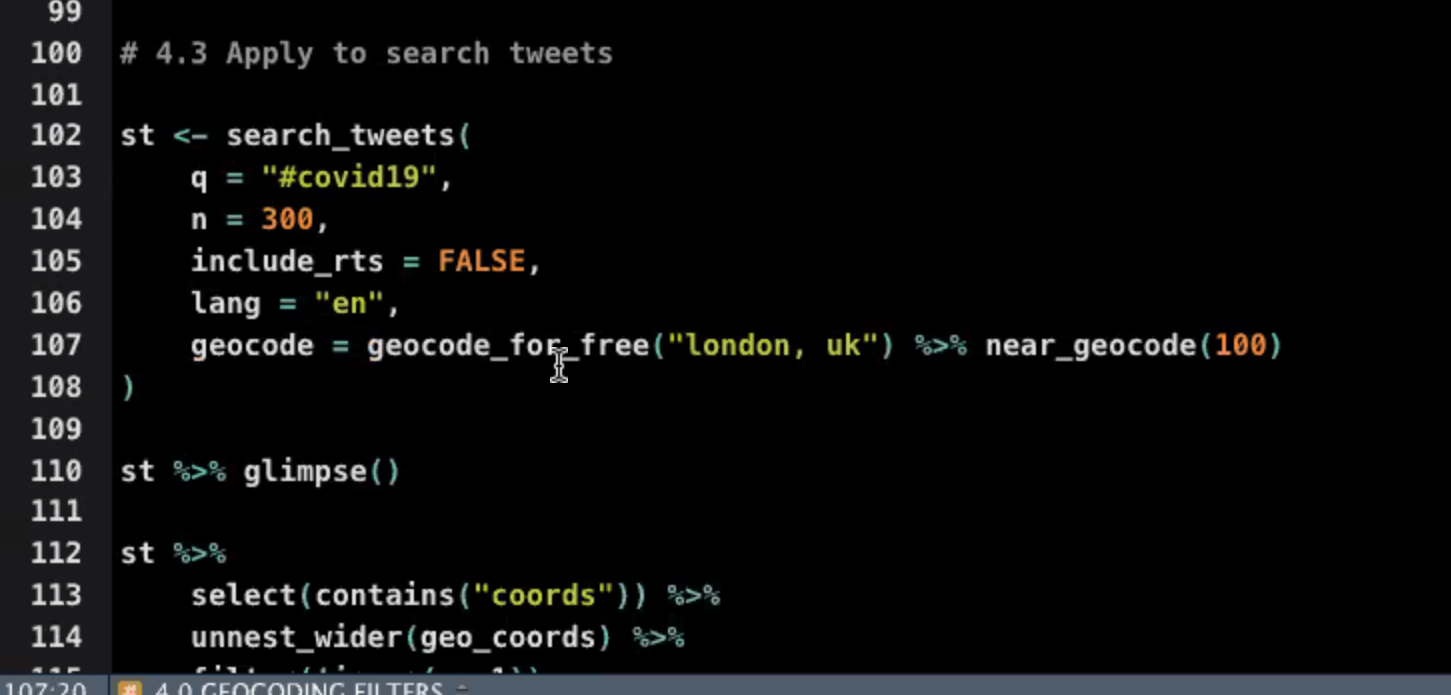 99
100 # 4.3 Apply to search tweets
101
102 st <- search_tweets(
103     q = "#covid19",
104     n = 300,
105     include_rts = FALSE,
106     lang = "en",
107     geocode = geocode_for_free("london, uk") %>% near_geocode(100)
108 )
109
110 st %>% glimpse()
111
112 st %>%
113     select(contains("coords")) %>%
114     unnest_wider(geo_coords) %>%
107:20 # 4.0 GEOCODING FILTERS